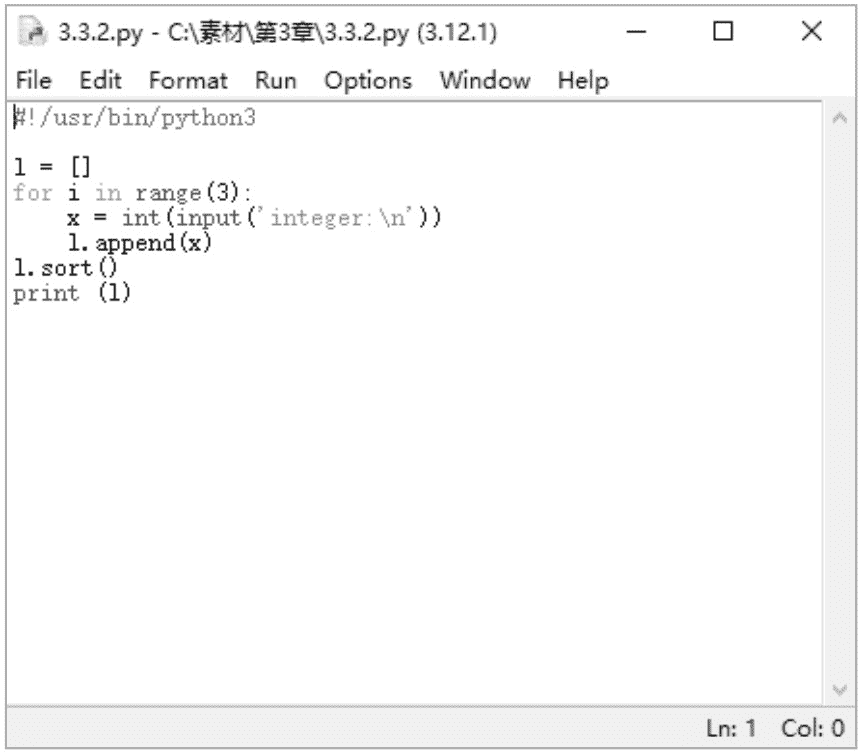 3.3.2.py - C:\素材\第3章\3.3.2.py (3.12.1)
File Edit Format Run Options Window Help
#!/usr/bin/python3
l = []
for i in range(3):
    x = int(input('integer:\n'))
    l.append(x)
l.sort()
print (l)
Ln: 1 Col: 0